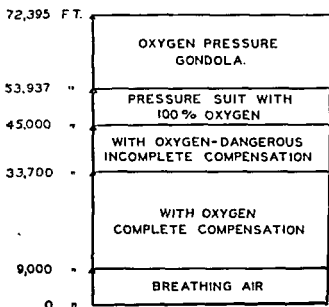 72,395 FT.
OXYGEN PRESSURE
GONDOLA.
53,937 "
PRESSURE SUIT WITH
100% OXYGEN
45,000 "
WITH OXYGEN-DANGEROUS
INCOMPLETE COMPENSATION
33,700 "
WITH OXYGEN
COMPLETE COMPENSATION
9,000 "
BREATHING AIR
0 "